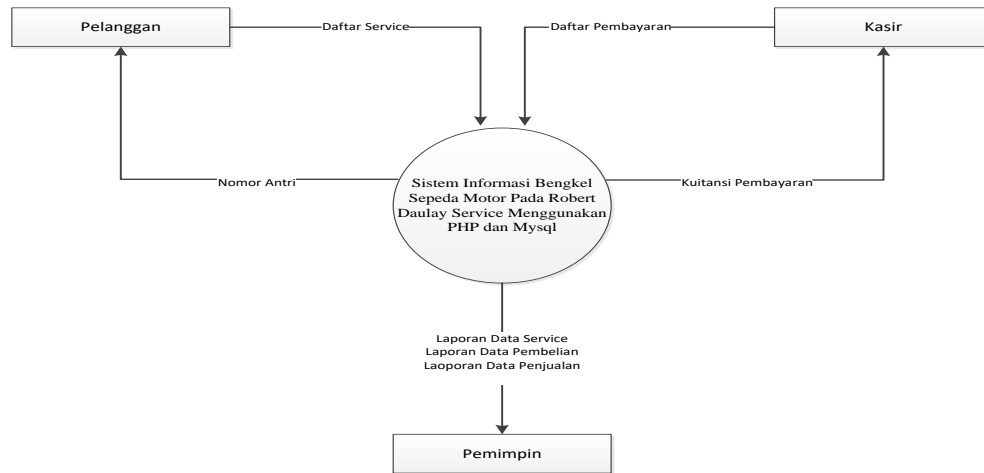 Pelanggan
Daftar Service
Daftar Pembayaran
Kasir
Nomor Antri
Sistem Informasi Bengkel
Sepeda Motor Pada Robert
Daulay Service Menggunakan
PHP dan Mysql
Kuitansi Pembayaran
Laporan Data Service
Laporan Data Pembelian
Laoporan Data Penjualan
Pemimpin